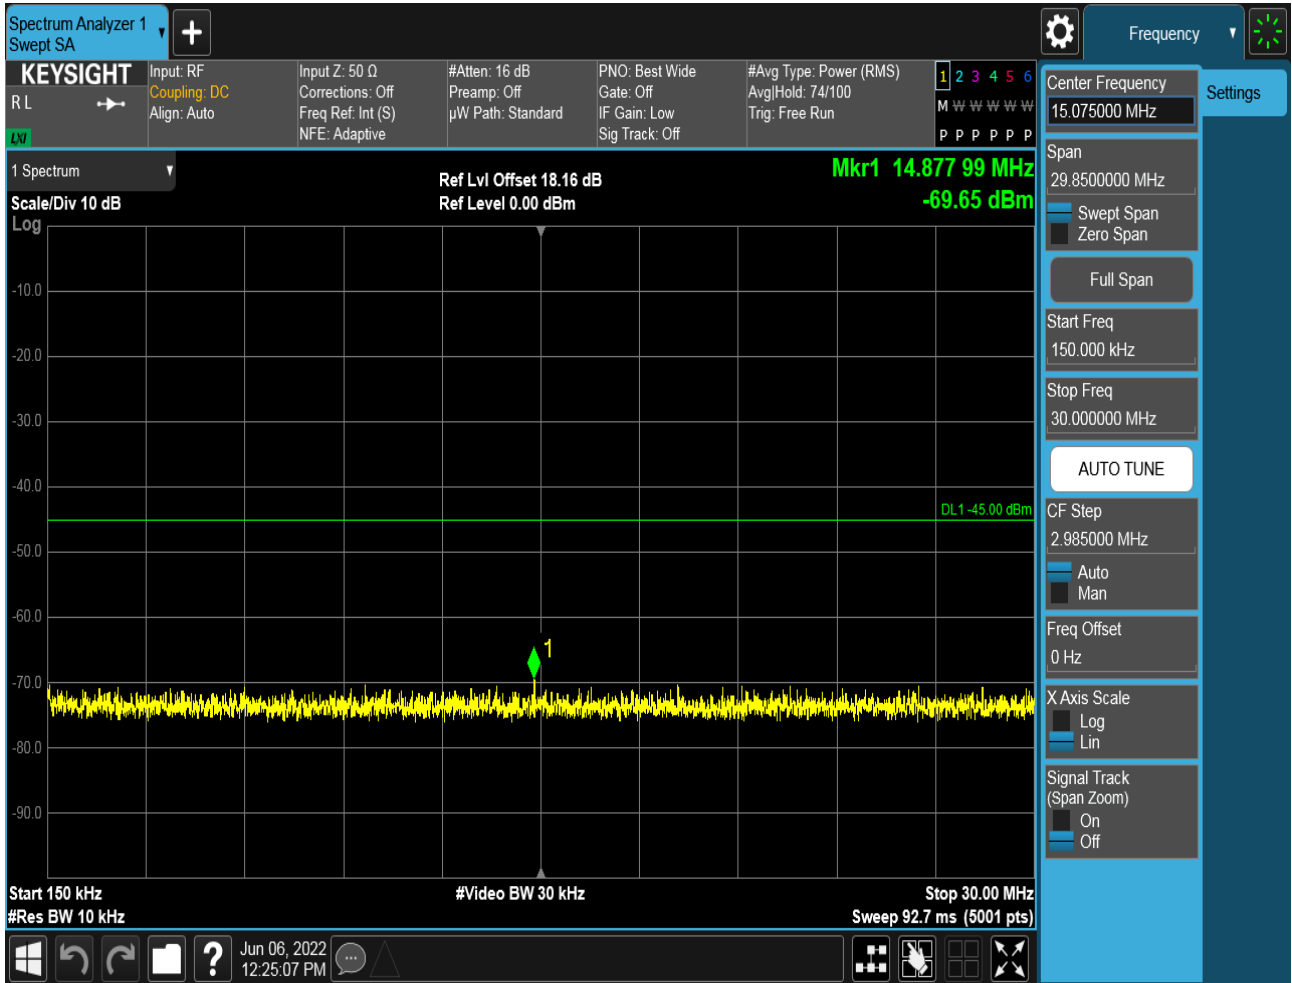 Spectrum Analyzer 1
Swept SA
+
Frequency
KEYSIGHT
R L
LXI
Input: RF
Coupling: DC
Align: Auto
Input Z: 50 Ω
Corrections: Off
Freq Ref: Int (S)
NFE: Adaptive
#Atten: 16 dB
Preamp: Off
µW Path: Standard
PNO: Best Wide
Gate: Off
IF Gain: Low
Sig Track: Off
#Avg Type: Power (RMS)
Avg|Hold: 74/100
Trig: Free Run
1 2 3 4 5 6
M W W W W W
P P P P P P
1 Spectrum
Scale/Div 10 dB
Log
Ref Lvl Offset 18.16 dB
Ref Level 0.00 dBm
Mkr1 14.877 99 MHz
-69.65 dBm
-10.0
-20.0
-30.0
-40.0
DL1 -45.00 dBm
-50.0
-60.0
1
-70.0
-80.0
-90.0
Start 150 kHz
#Video BW 30 kHz
Stop 30.00 MHz
#Res BW 10 kHz
Sweep 92.7 ms (5001 pts)
?
Jun 06, 2022
12:25:07 PM
Center Frequency
15.075000 MHz
Settings
Span
29.8500000 MHz
Swept Span
Zero Span
Full Span
Start Freq
150.000 kHz
Stop Freq
30.000000 MHz
AUTO TUNE
CF Step
2.985000 MHz
Auto
Man
Freq Offset
0 Hz
X Axis Scale
Log
Lin
Signal Track
(Span Zoom)
On
Off